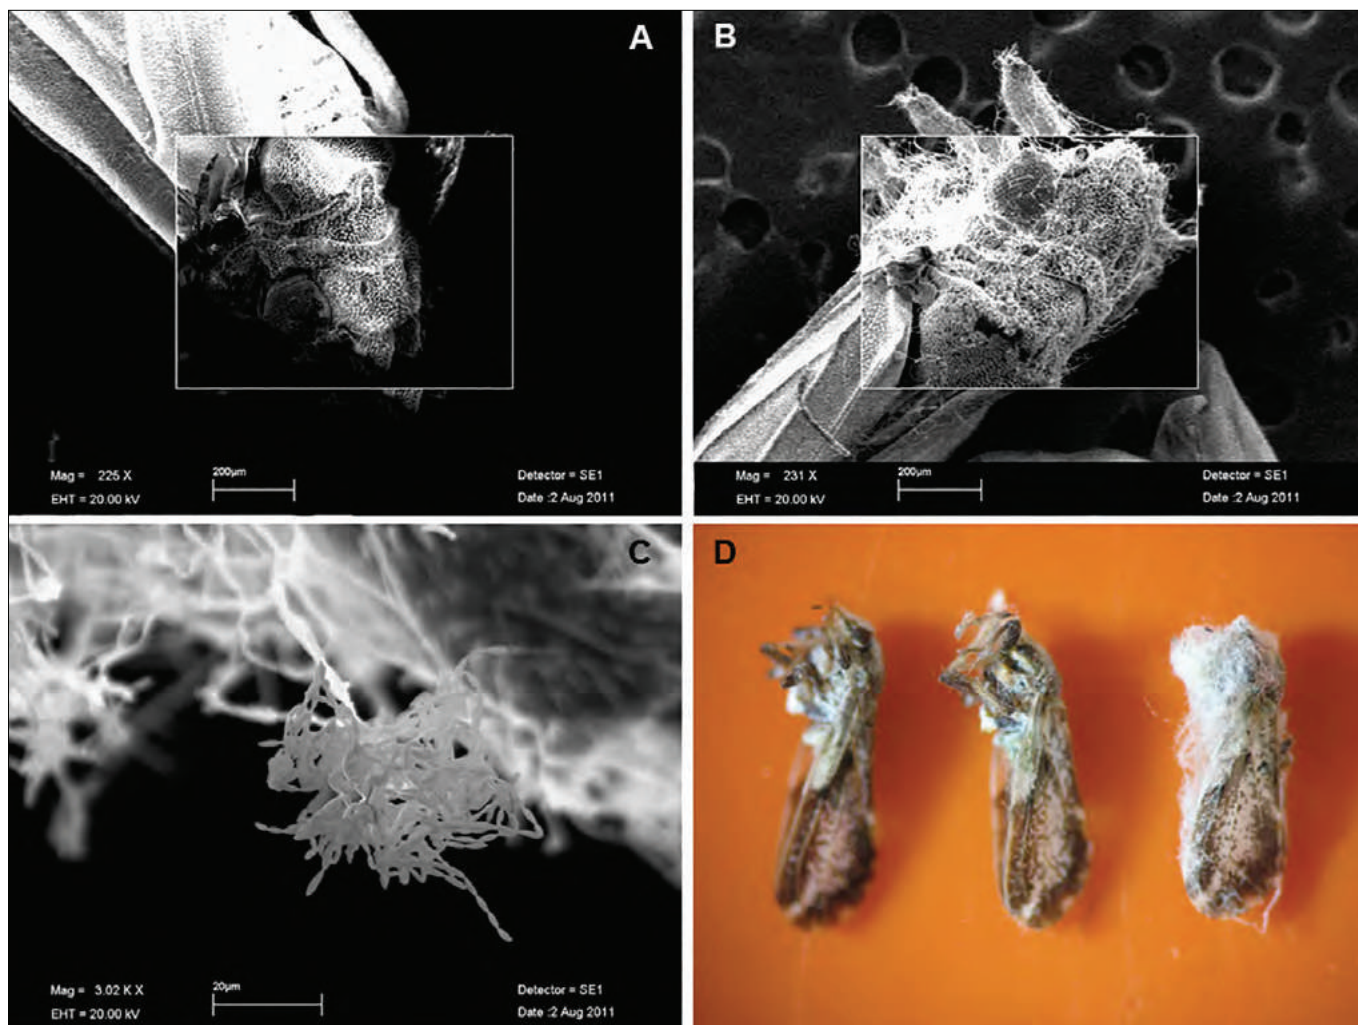 A
Mag = 225 X
200µm
Detector = SE1
EHT = 20.00 kV
Date :2 Aug 2011
B
Mag = 231 X
200µm
Detector = SE1
EHT = 20.00 kV
Date :2 Aug 2011
C
Mag = 3.02 K X
20µm
Detector = SE1
EHT = 20.00 kV
Date :2 Aug 2011
D